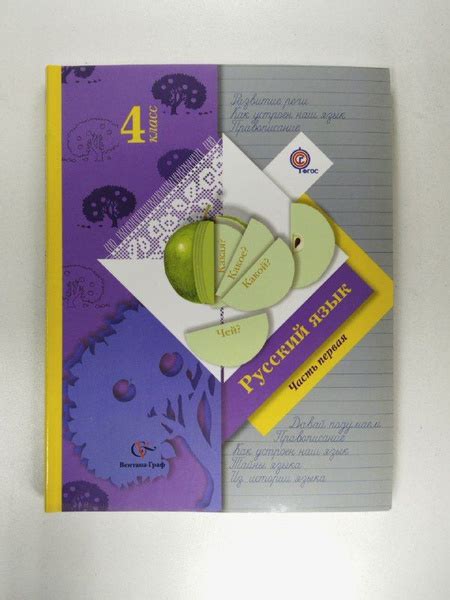 4 класс
Развитие речи
Как устроен наш язык
Правописание
ФГОС
Какая?
Какое?
Какой?
Чей?
Русский язык
Часть первая
Давай подумаем
Правописание
Как устроен наш язык
Тайны языка
Из истории языка
Вентана-Граф